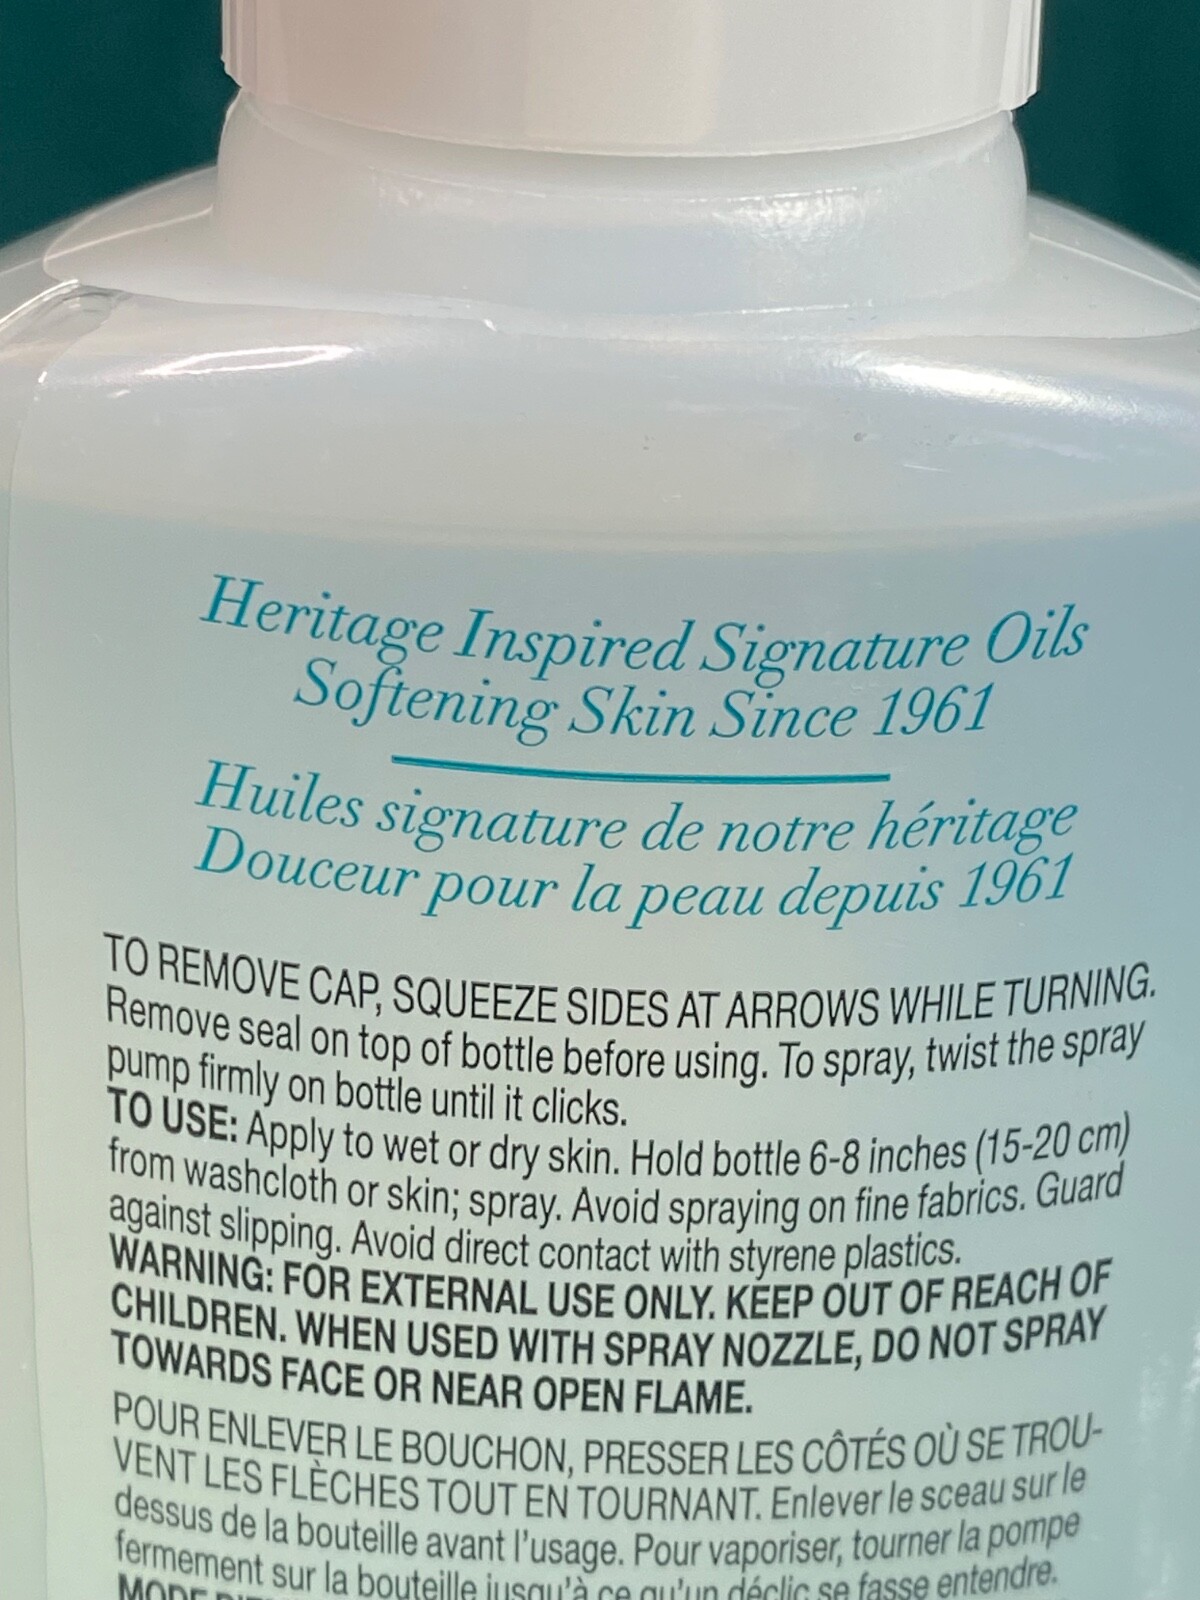 Heritage Inspired Signature Oils
Softening Skin Since 1961
Huiles signature de notre héritage
Douceur pour la peau depuis 1961
TO REMOVE CAP, SQUEEZE SIDES AT ARROWS WHILE TURNING.
Remove seal on top of bottle before using. To spray, twist the spray
pump firmly on bottle until it clicks.
TO USE: Apply to wet or dry skin. Hold bottle 6-8 inches (15-20 cm)
from washcloth or skin; spray. Avoid spraying on fine fabrics. Guard
against slipping. Avoid direct contact with styrene plastics.
WARNING: FOR EXTERNAL USE ONLY. KEEP OUT OF REACH OF
CHILDREN. WHEN USED WITH SPRAY NOZZLE, DO NOT SPRAY
TOWARDS FACE OR NEAR OPEN FLAME.
POUR ENLEVER LE BOUCHON, PRESSER LES CÔTÉS OÙ SE TROU-
VENT LES FLÈCHES TOUT EN TOURNANT. Enlever le sceau sur le
dessus de la bouteille avant l'usage. Pour vaporiser, tourner la pompe
fermement sur la bouteille jusqu'à ce qu'un déclic se fasse entendre.